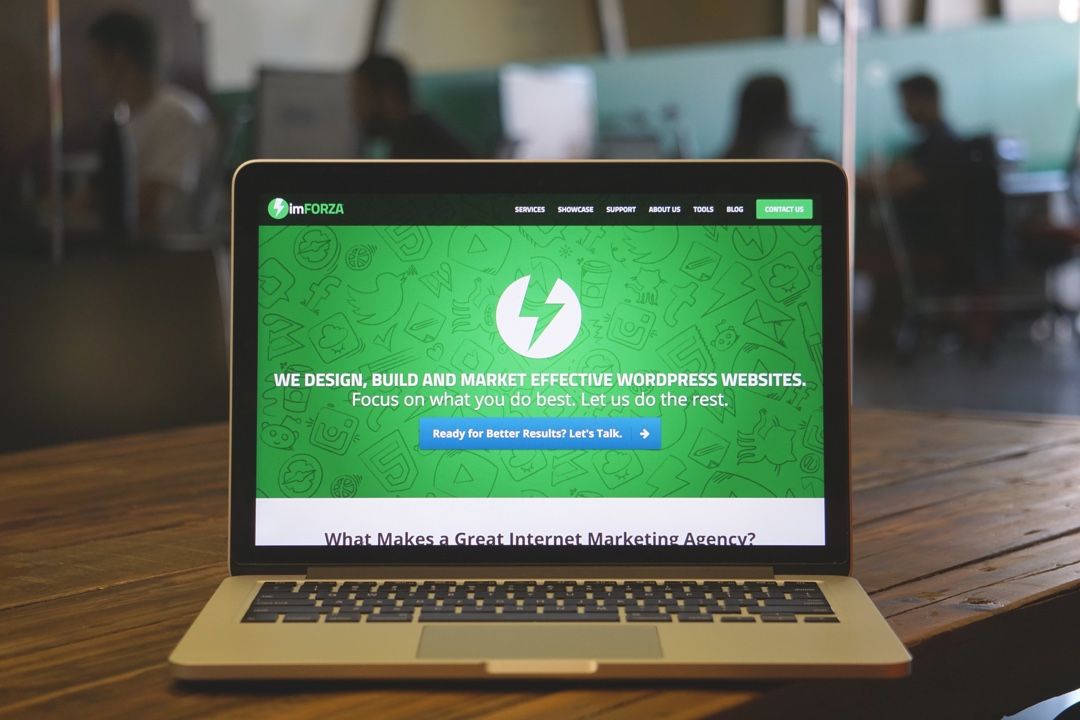 imFORZA
SERVICES SHOWCASE SUPPORT ABOUT US TOOLS BLOG CONTACT US
WE DESIGN, BUILD AND MARKET EFFECTIVE WORDPRESS WEBSITES.
Focus on what you do best. Let us do the rest.
Ready for Better Results? Let's Talk.
What Makes a Great Internet Marketing Agency?